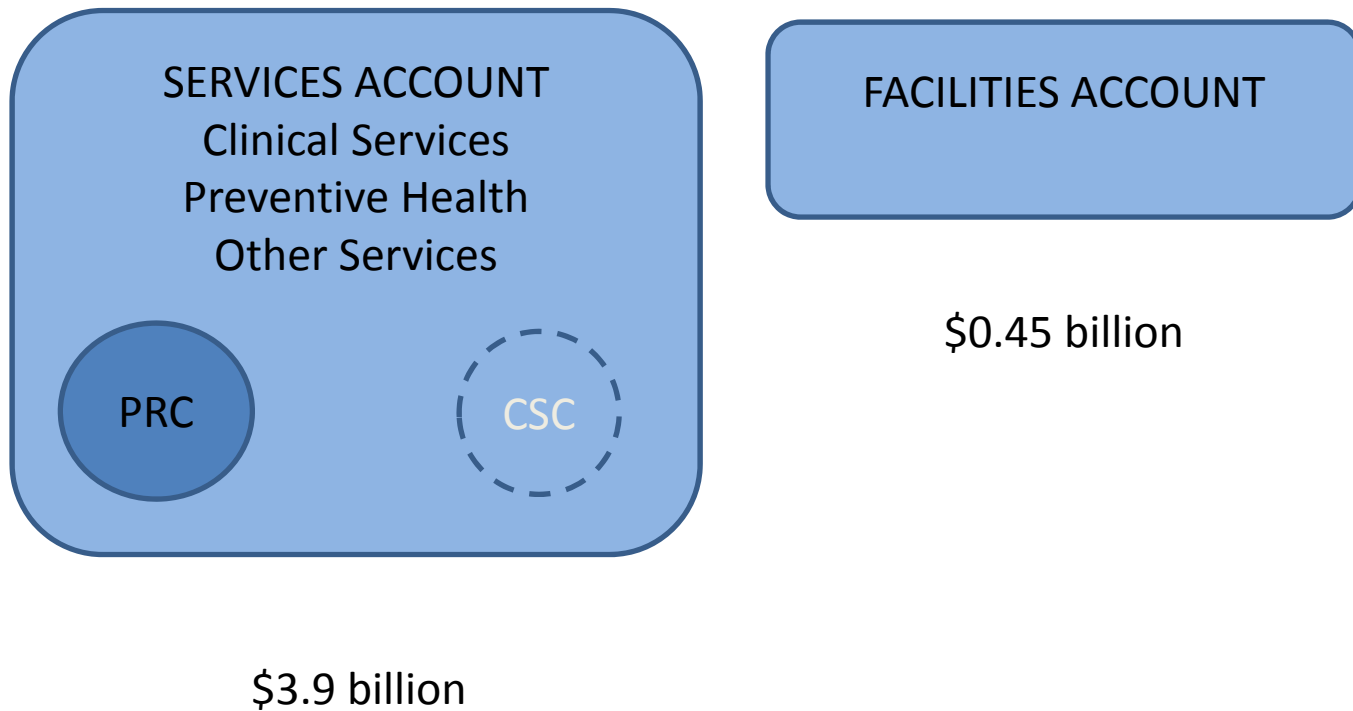 SERVICES ACCOUNT
Clinical Services
Preventive Health
Other Services
PRC
CSC
$3.9 billion
FACILITIES ACCOUNT
$0.45 billion